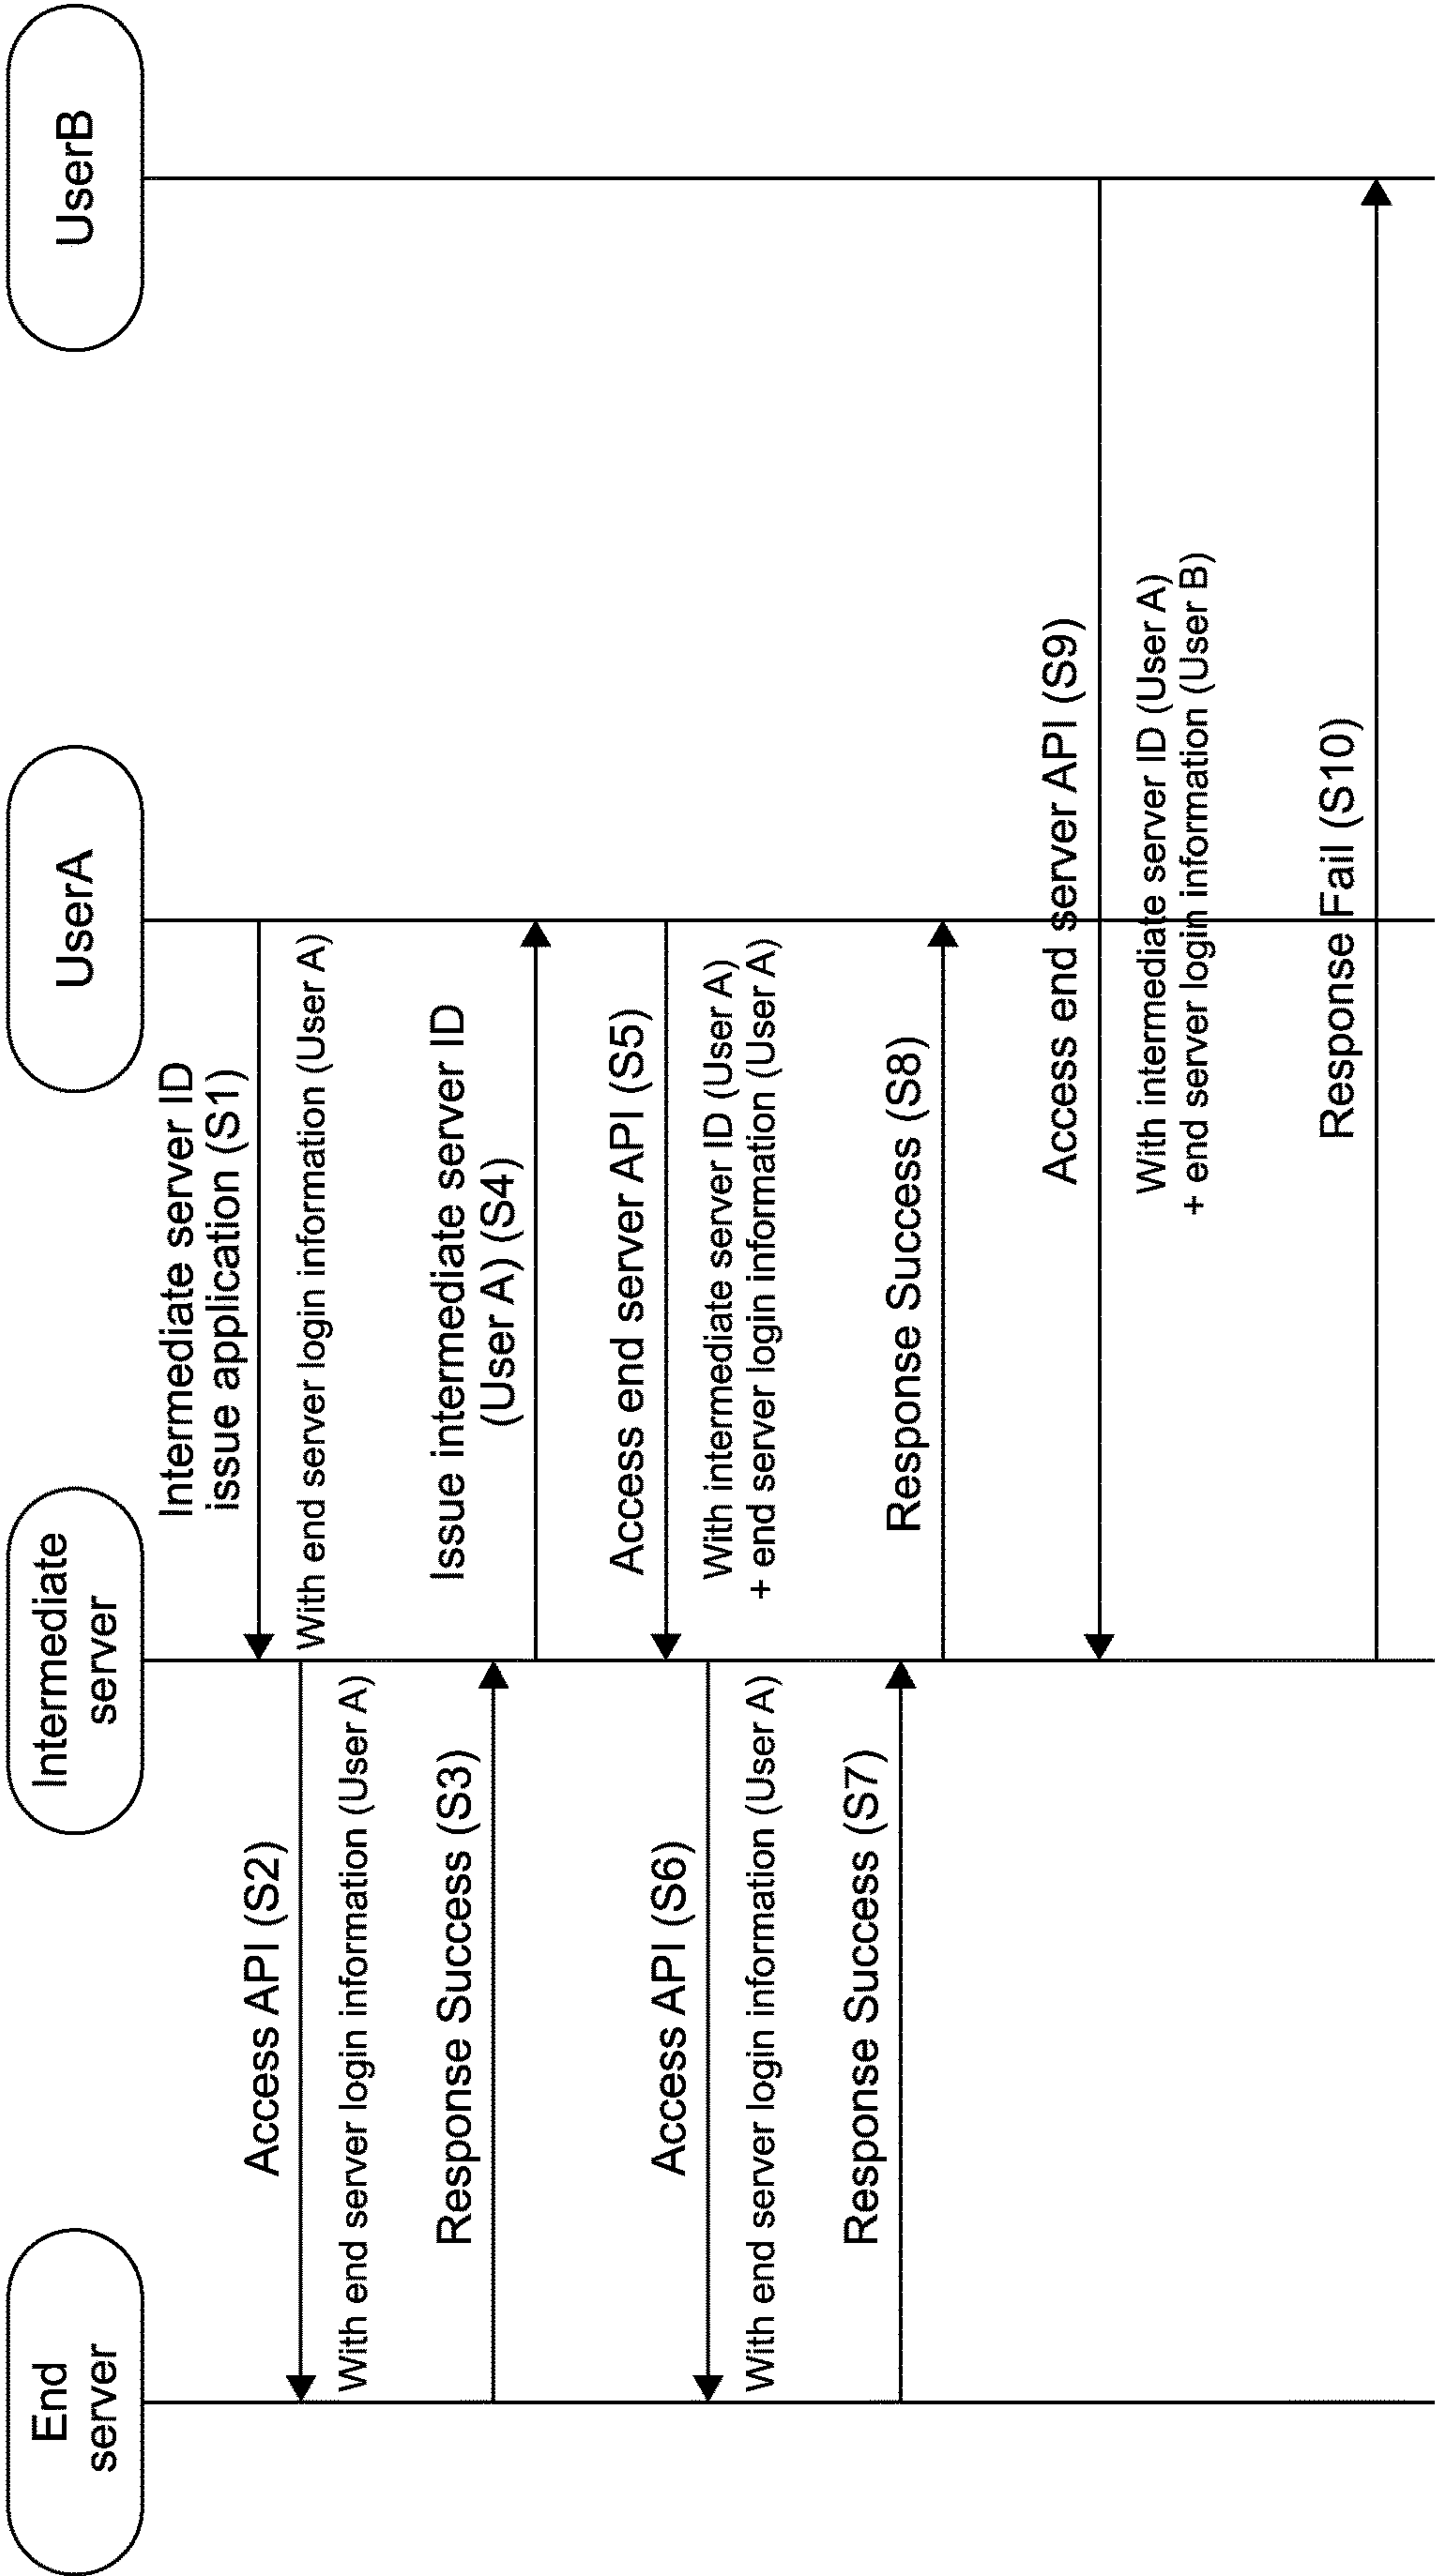 End
server
Intermediate
server
UserA
UserB
Intermediate server ID
issue application (S1)
With end server login information (User A)
Access API (S2)
With end server login information (User A)
Response Success (S3)
Issue intermediate server ID
(User A) (S4)
Access end server API (S5)
With intermediate server ID (User A)
+ end server login information (User A)
Access API (S6)
With end server login information (User A)
Response Success (S7)
Response Success (S8)
Access end server API (S9)
With intermediate server ID (User A)
+ end server login information (User B)
Response Fail (S10)